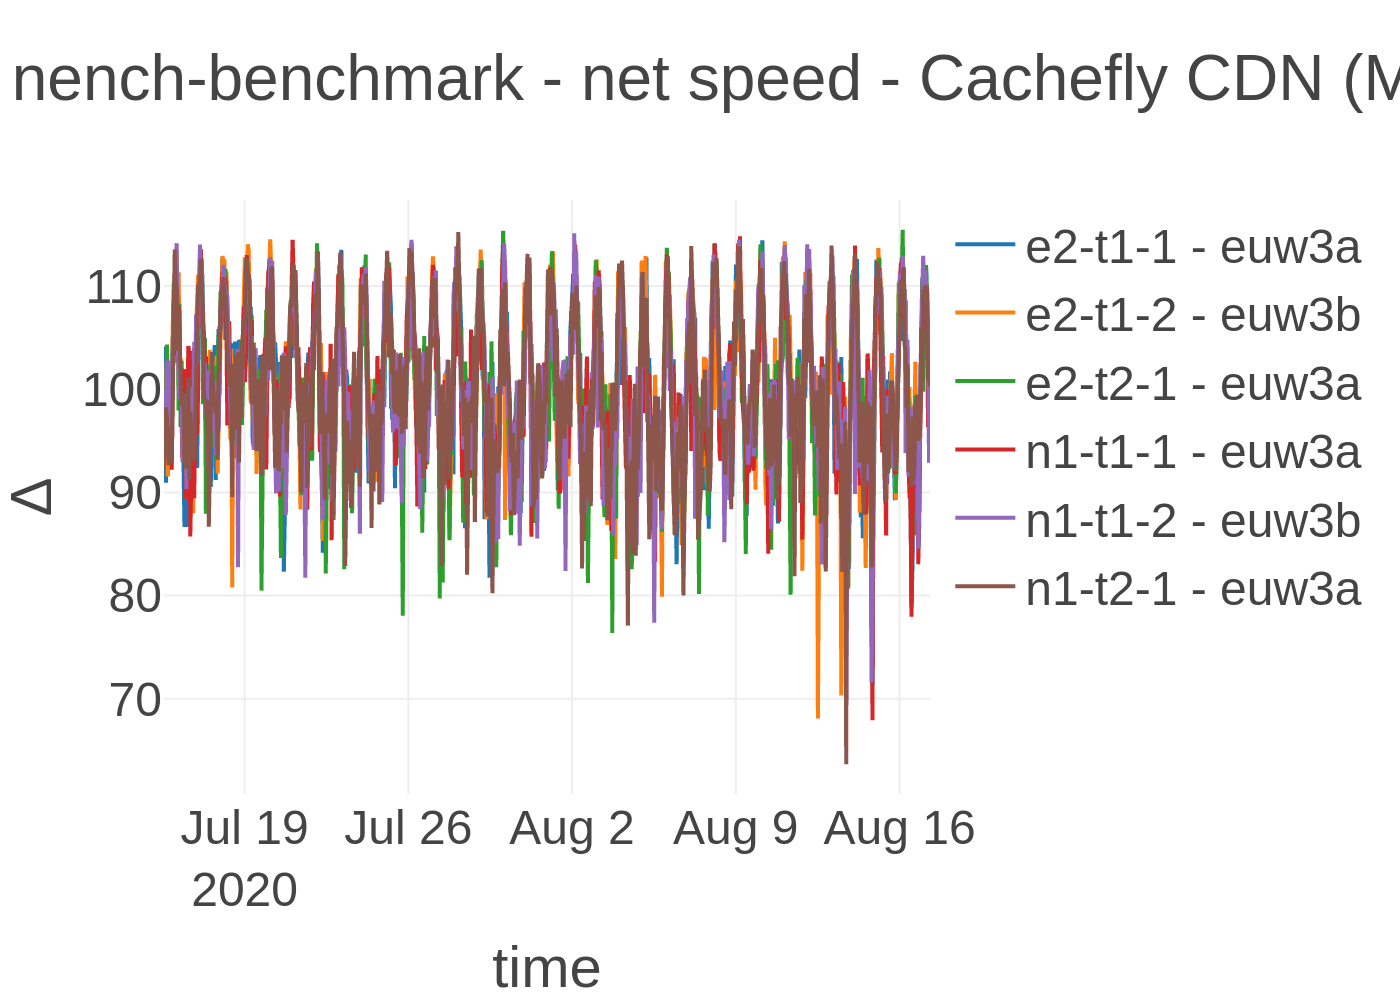 nench-benchmark - net speed - Cachefly CDN (M
110
100
90
80
70
Δ
Jul 19
2020
Jul 26
Aug 2
Aug 9
Aug 16
time
e2-t1-1 - euw3a
e2-t1-2 - euw3b
e2-t2-1 - euw3a
n1-t1-1 - euw3a
n1-t1-2 - euw3b
n1-t2-1 - euw3a